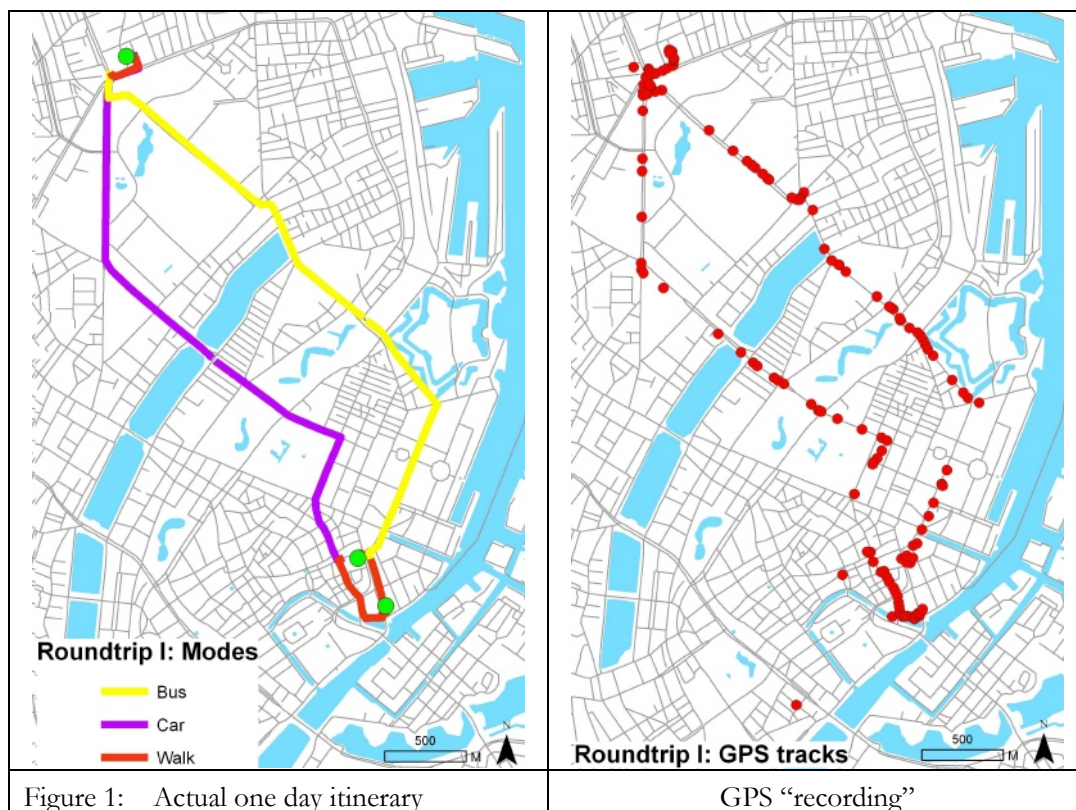 Roundtrip I: Modes
Bus
Car
Walk
500
M
N
Roundtrip I: GPS tracks
500
M
N
Figure 1: Actual one day itinerary
GPS “recording”